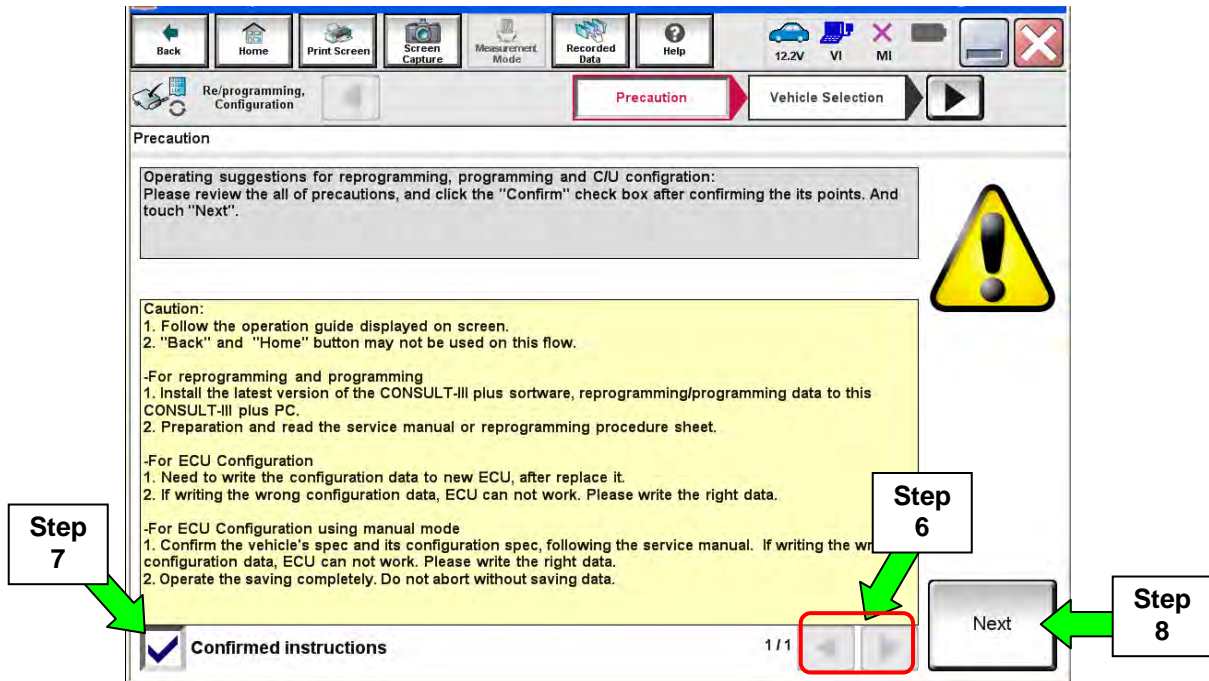 Back
Home
Print Screen
Screen
Capture
Measurement
Mode
Recorded
Data
Help
12.2V
VI
MI
Re/programming,
Configuration
Precaution
Vehicle Selection
Precaution
Operating suggestions for reprogramming, programming and C/U configration:
Please review the all of precautions, and click the "Confirm" check box after confirming the its points. And
touch "Next".
Caution:
1. Follow the operation guide displayed on screen.
2. "Back" and "Home" button may not be used on this flow.
-For reprogramming and programming
1. Install the latest version of the CONSULT-III plus sortware, reprogramming/programming data to this
CONSULT-III plus PC.
2. Preparation and read the service manual or reprogramming procedure sheet.
-For ECU Configuration
1. Need to write the configuration data to new ECU, after replace it.
2. If writing the wrong configuration data, ECU can not work. Please write the right data.
-For ECU Configuration using manual mode
1. Confirm the vehicle's spec and its configuration spec, following the service manual. If writing the
configuration data, ECU can not work. Please write the right data.
2. Operate the saving completely. Do not abort without saving data.
Step
6
Step
7
Confirmed instructions
1/1
Next
Step
8